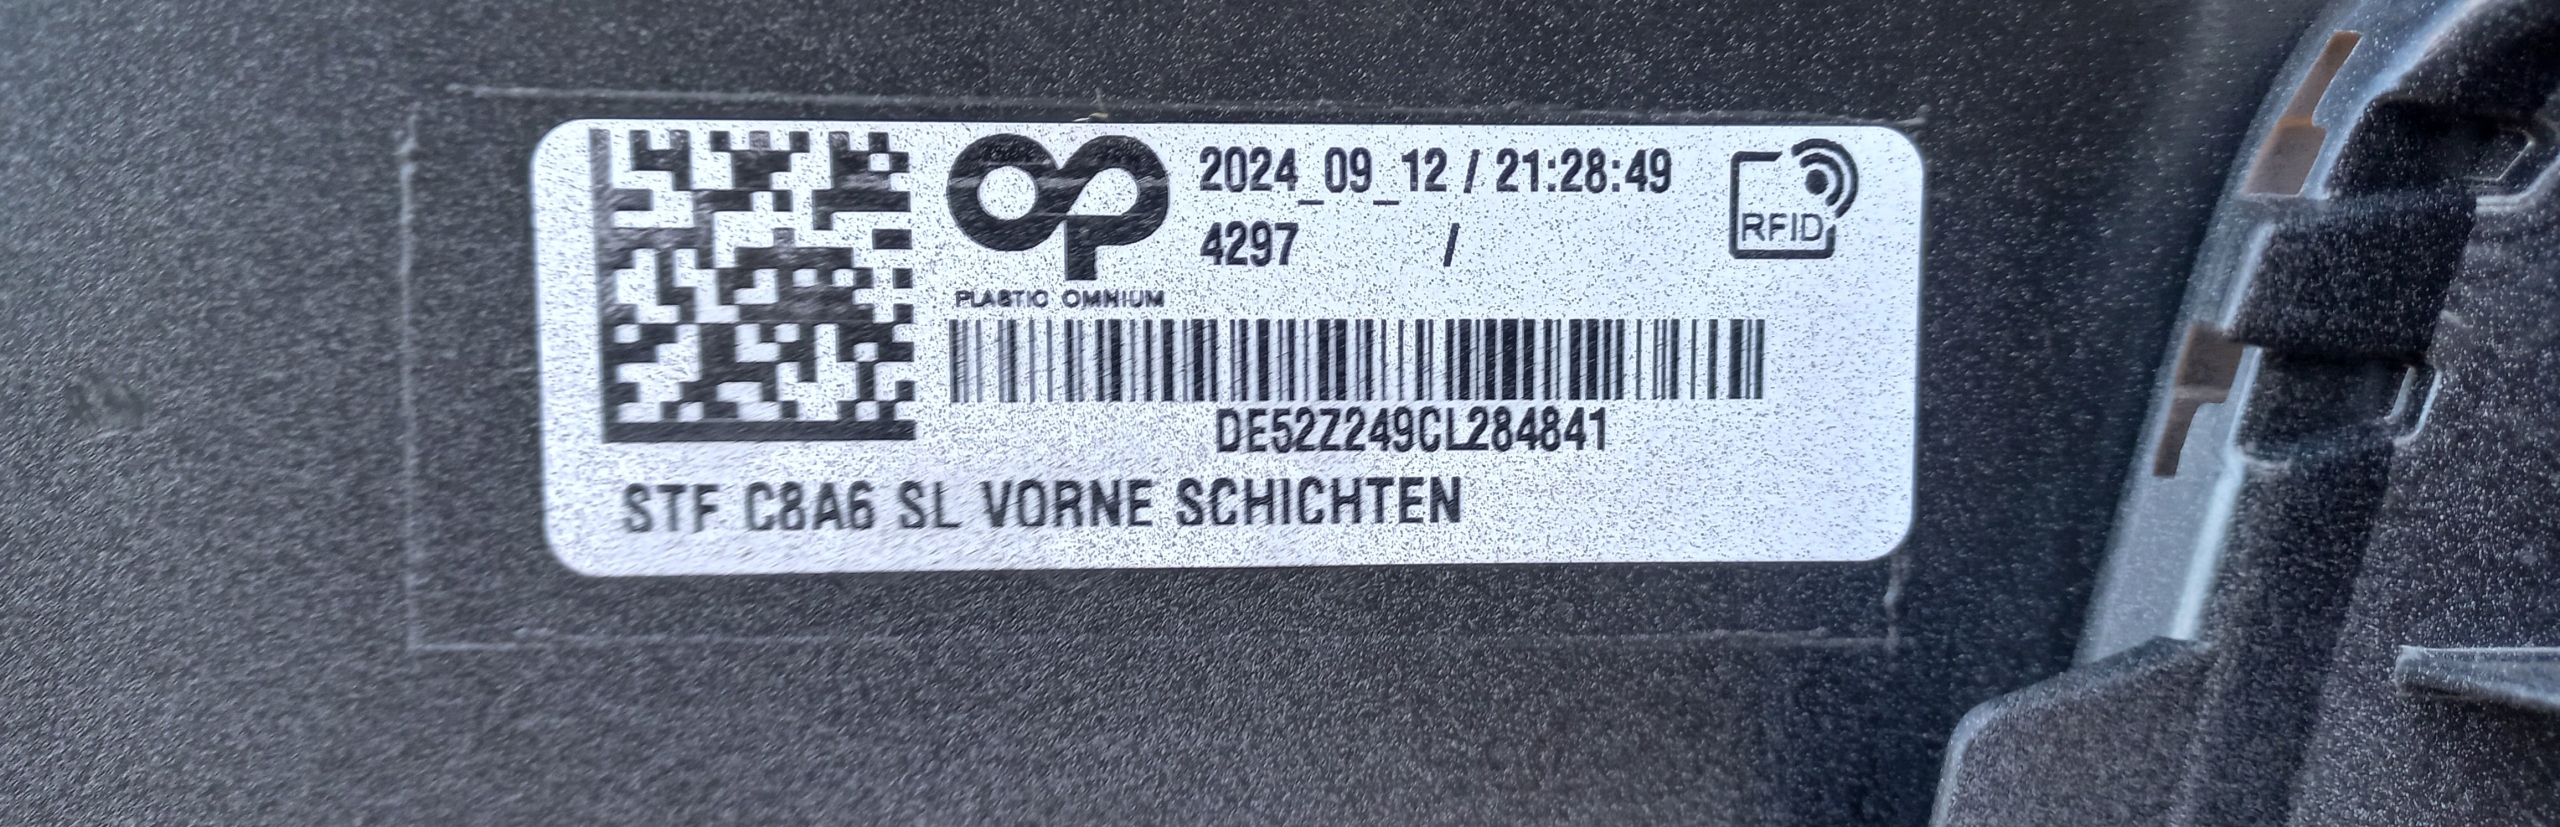 2024_09_12 / 21:28:49
4297 /
RFID
PLASTIC OMNIUM
DE52Z249CL284841
STF C8A6 SL VORNE SCHICHTEN